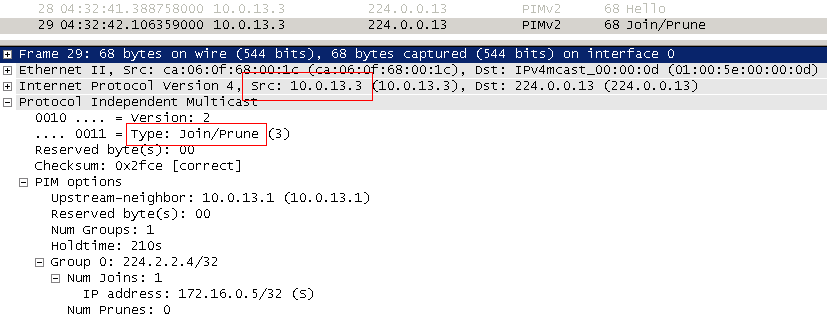 28 04:32:41.388758000 10.0.13.3 224.0.0.13 PIMv2 68 Hello
29 04:32:42.106359000 10.0.13.3 224.0.0.13 PIMv2 68 Join/Prune
Frame 29: 68 bytes on wire (544 bits), 68 bytes captured (544 bits) on interface 0
Ethernet II, Src: ca:06:0f:68:00:1c (ca:06:0f:68:00:1c), Dst: IPv4mcast_00:00:0d (01:00:5e:00:00:0d)
Internet Protocol Version 4, Src: 10.0.13.3 (10.0.13.3), Dst: 224.0.0.13 (224.0.0.13)
Protocol Independent Multicast
0010 .... = Version: 2
.... 0011 = Type: Join/Prune (3)
Reserved byte(s): 00
Checksum: 0x2fce [correct]
PIM options
Upstream-neighbor: 10.0.13.1 (10.0.13.1)
Reserved byte(s): 00
Num Groups: 1
Holdtime: 210s
Group 0: 224.2.2.4/32
Num Joins: 1
IP address: 172.16.0.5/32 (S)
Num Prunes: 0